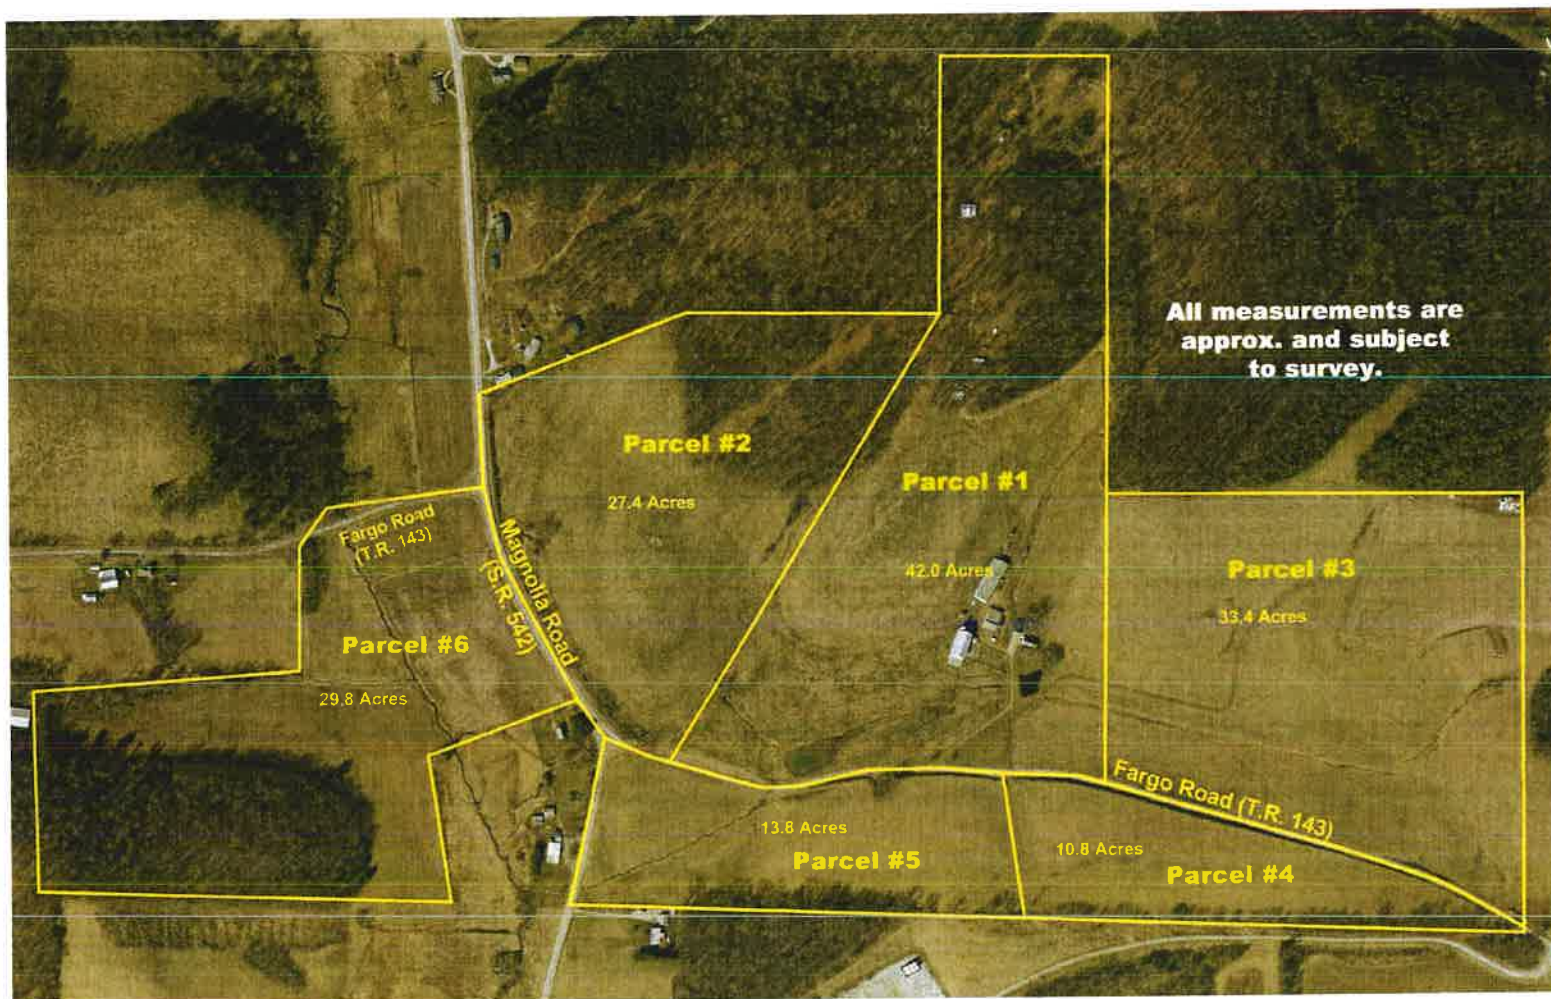 All measurements are
approx. and subject
to survey.
Parcel #2
27.4 Acres
Parcel #1
42.0 Acres
Parcel #3
33.4 Acres
Fargo Road
(T.R. 143)
Magnolia Road
(S.R. 542)
Parcel #6
29.8 Acres
Fargo Road (T.R. 143)
13.8 Acres
Parcel #5
10.8 Acres
Parcel #4